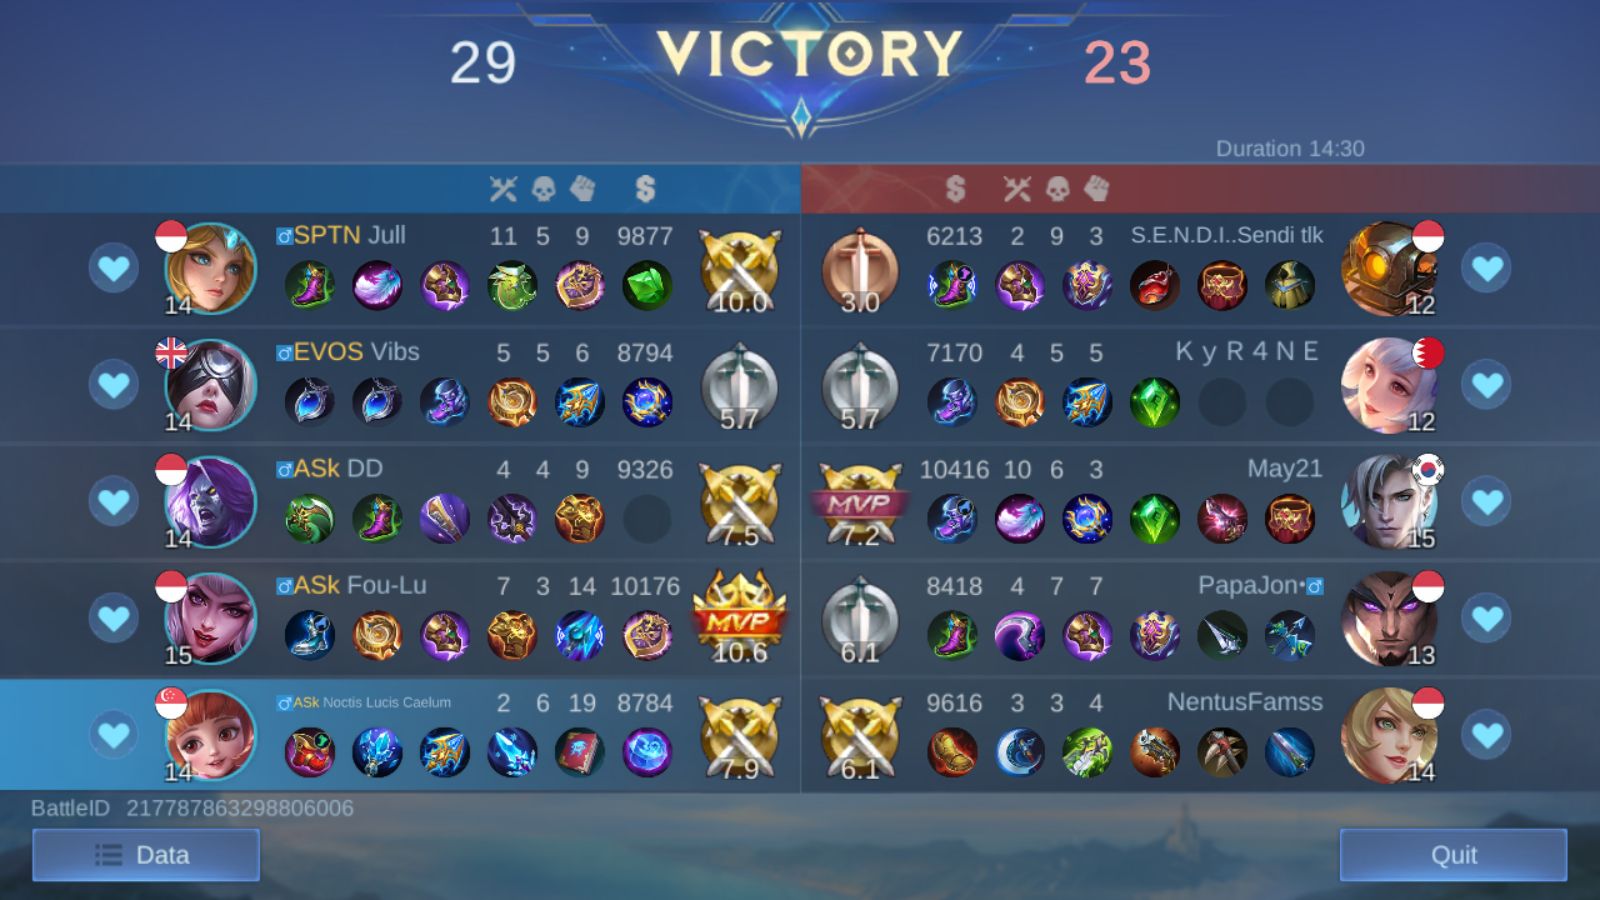 29 VICTORY 23
Duration 14:30
SPTN Jull 11 5 9 9877
14 10.0
6213 2 9 3 S.E.N.D.I..Sendi tlk
3.0 12
EVOS Vibs 5 5 6 8794
14 5.7
7170 4 5 5 K y R 4 N E
5.7 12
ASk DD 4 4 9 9326
14 7.5
10416 10 6 3 May21
MVP
7.2 15
ASk Fou-Lu 7 3 14 10176
MVP
15 10.6
8418 4 7 7 PapaJon•
6.1 13
ASk Noctis Lucis Caelum 2 6 19 8784
14 7.9
9616 3 3 4 NentusFamss
6.1 14
BattleID 217787863298806006
Data
Quit